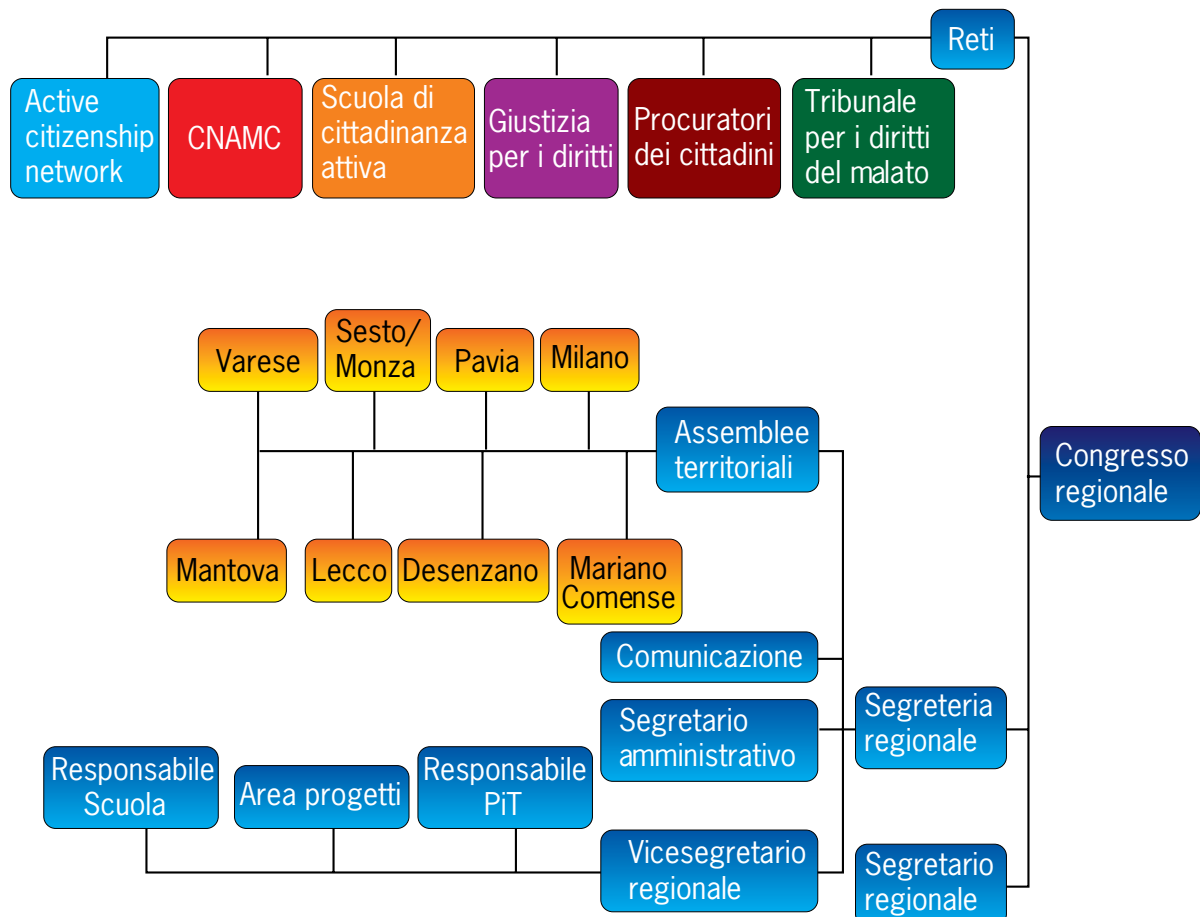 Reti
Active
citizenship
network
CNAMC
Scuola di
cittadinanza
attiva
Giustizia
per i diritti
Procuratori
dei cittadini
Tribunale
per i diritti
del malato
Varese
Sesto/
Monza
Pavia
Milano
Assemblee
territoriali
Congresso
regionale
Mantova
Lecco
Desenzano
Mariano
Comense
Comunicazione
Segretario
amministrativo
Segreteria
regionale
Responsabile
Scuola
Area progetti
Responsabile
PiT
Vicesegretario
regionale
Segretario
regionale